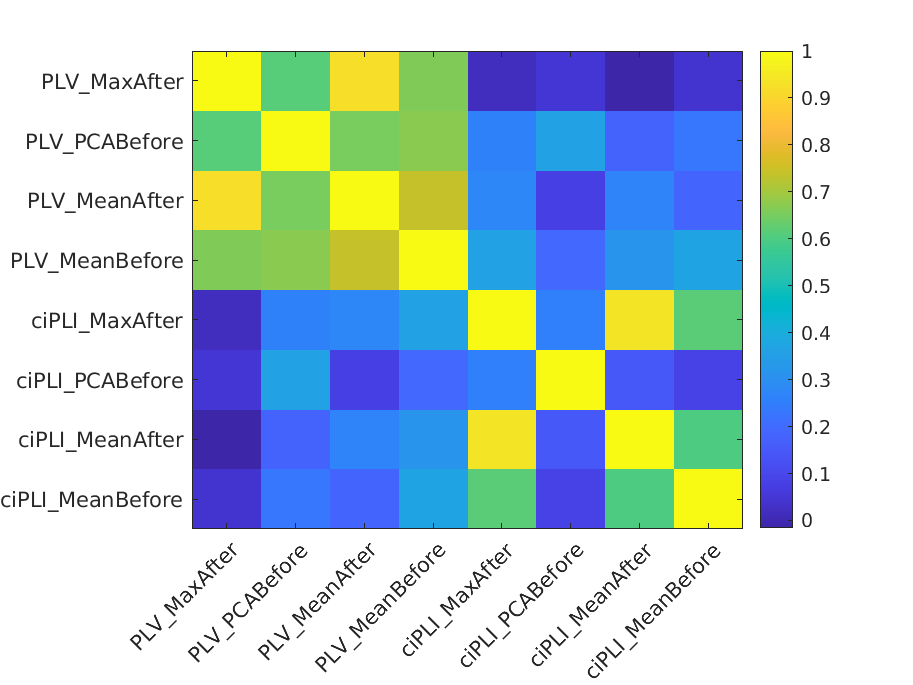 PLV_MaxAfter
PLV_PCABefore
PLV_MeanAfter
PLV_MeanBefore
ciPLI_MaxAfter
ciPLI_PCABefore
ciPLI_MeanAfter
ciPLI_MeanBefore
1
0.9
0.8
0.7
0.6
0.5
0.4
0.3
0.2
0.1
0
PLV_MaxAfter
PLV_PCABefore
PLV_MeanAfter
PLV_MeanBefore
ciPLI_MaxAfter
ciPLI_PCABefore
ciPLI_MeanAfter
ciPLI_MeanBefore